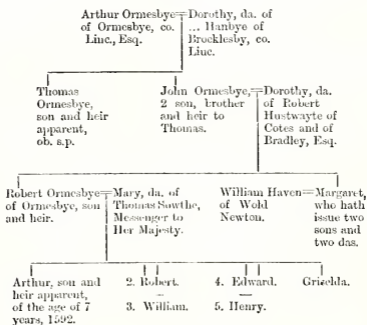 Arthur Ormesbye=Dorothy, da. of
of Ormesbye, co.
Linc., Esq.
... Hanbye of
Brocklesby, co.
Linc.
Thomas
Ormesbye,
son and heir
apparent,
ob. s.p.
John Ormesbye,=Dorothy, da.
2 son, brother
and heir to
Thomas.
of Robert
Hustwayte of
Cotes and of
Bradley, Esq.
Robert Ormesbye=Mary, da. of
of Ormesbye, son
and heir.
Thomas Sowthe,
Messenger to
Her Majesty.
William Haven=Margaret,
of Wold
Newton.
who hath
issue two
sons and
two das.
Arthur, son and
heir apparent,
of the age of 7
years, 1592.
2. Robert.
3. William.
4. Edward.
5. Henry.
Griselda.